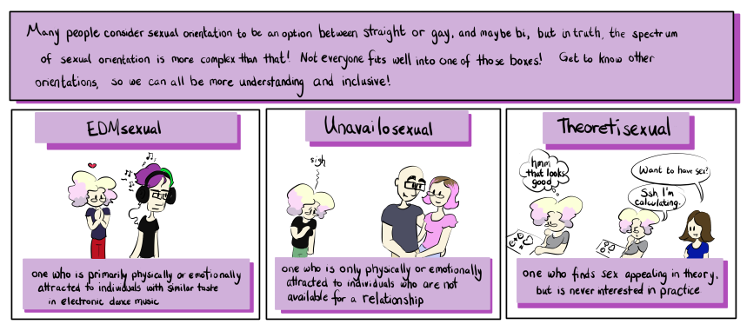 Many people consider sexual orientation to be an option between straight or gay, and maybe bi, but in truth, the spectrum
of sexual orientation is more complex than that! Not everyone fits well into one of those boxes! Get to know other
orientations, so we can all be more understanding and inclusive!
EDMsexual
one who is primarily physically or emotionally
attracted to individuals with similar taste
in electronic dance music
Unavailosexual
sigh
one who is only physically or emotionally
attracted to individuals who are not
available for a relationship
Theoretisexual
hmm
that looks
good
Want to have sex?
Ssh I'm
calculating.
one who finds sex appealing in theory,
but is never interested in practice